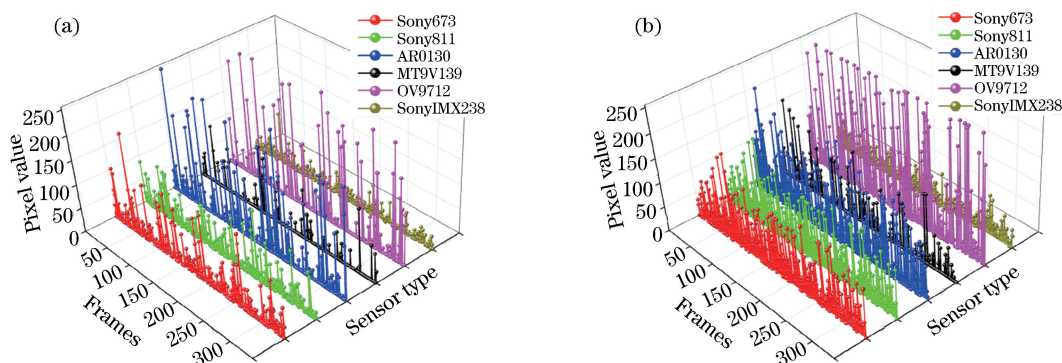 (a)
Sony673
Sony811
AR0130
MT9V139
OV9712
SonyIMX238
250
200
150
100
50
0
Pixel value
50
100
150
200
250
300
Frames
Sensor type
(b)
Sony673
Sony811
AR0130
MT9V139
OV9712
SonyIMX238
250
200
150
100
50
0
Pixel value
50
100
150
200
250
300
Frames
Sensor type